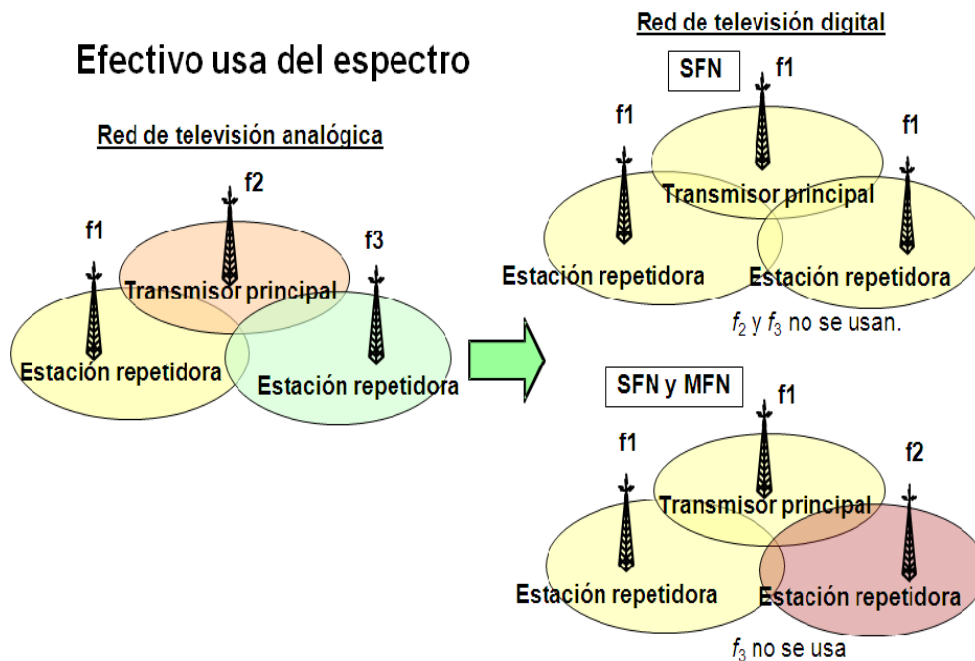 Efectivo usa del espectro
Red de televisión analógica
f2
f1
f3
Transmisor principal
Estación repetidora
Estación repetidora
Red de televisión digital
SFN
f1
f1
f1
Transmisor principal
Estación repetidora
Estación repetidora
f2 y f3 no se usan.
SFN y MFN
f1
f1
f2
Transmisor principal
Estación repetidora
Estación repetidora
f3 no se usa